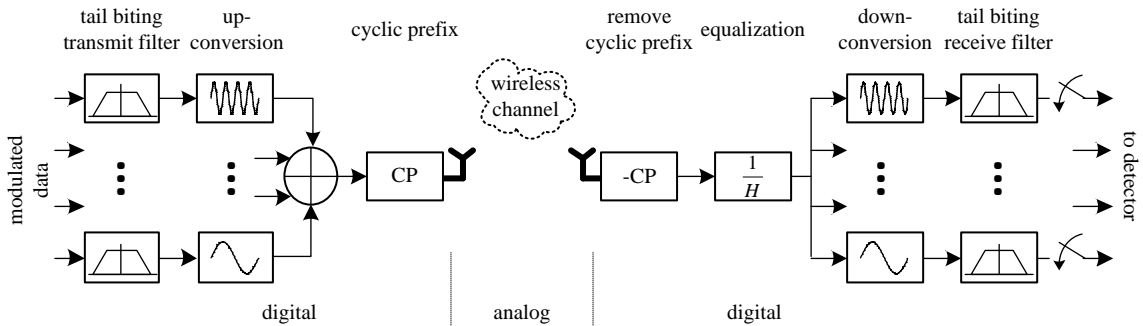 tail biting
transmit filter
up-
conversion
cyclic prefix
remove
cyclic prefix
equalization
down-
conversion
tail biting
receive filter
wireless
channel
modulated
data
CP
-CP
1
H
to detector
digital
analog
digital